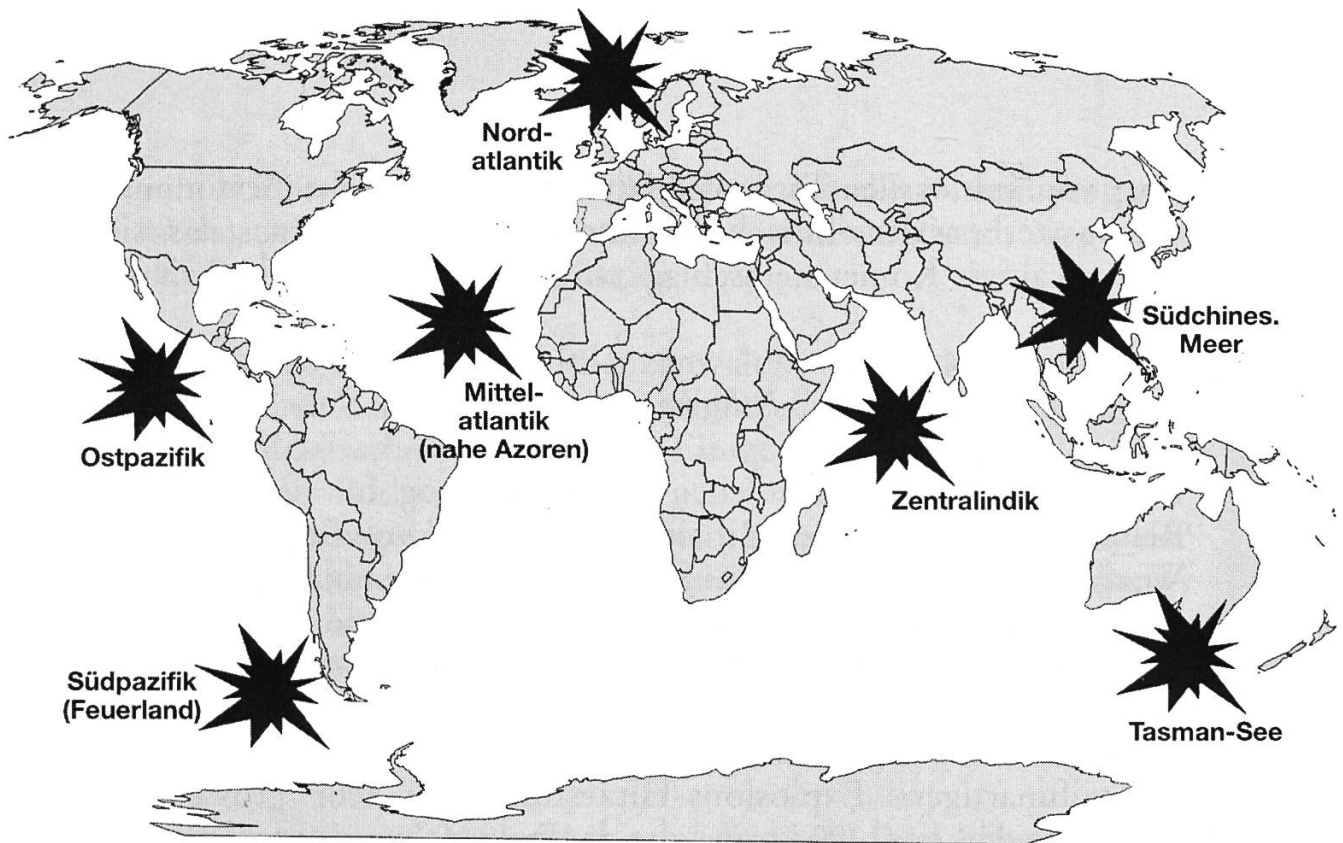 Nord-
atlantik
Südchines.
Meer
Mittel-
atlantik
(nahe Azoren)
Ostpazifik
Zentralindik
Südpazifik
(Feuerland)
Tasman-See